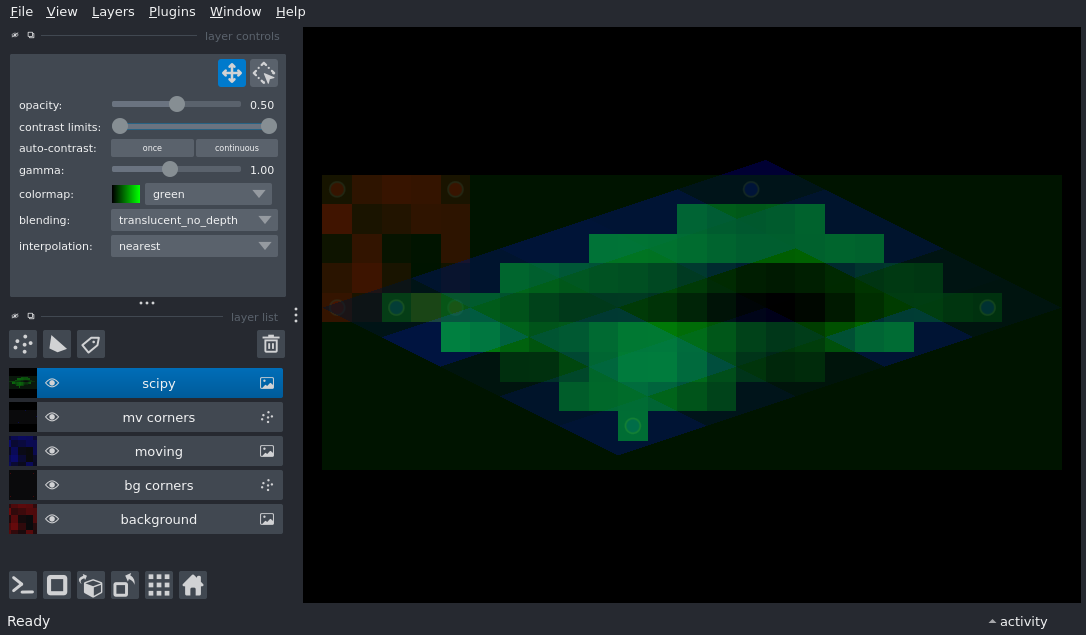 File View Layers Plugins Window Help
layer controls
opacity: 0.50
contrast limits:
auto-contrast: once continuous
gamma: 1.00
colormap: green
blending: translucent_no_depth
interpolation: nearest
layer list
scipy
mv corners
moving
bg corners
background
Ready activity